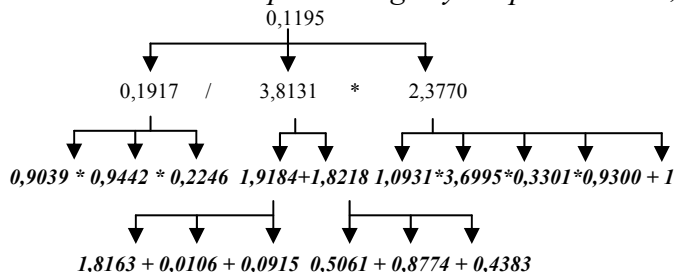 0,1195
0,1917 / 3,8131 * 2,3770
0,9039 * 0,9442 * 0,2246 1,9184+1,8218 1,0931*3,6995*0,3301*0,9300 + 1
1,8163 + 0,0106 + 0,0915 0,5061 + 0,8774 + 0,4383